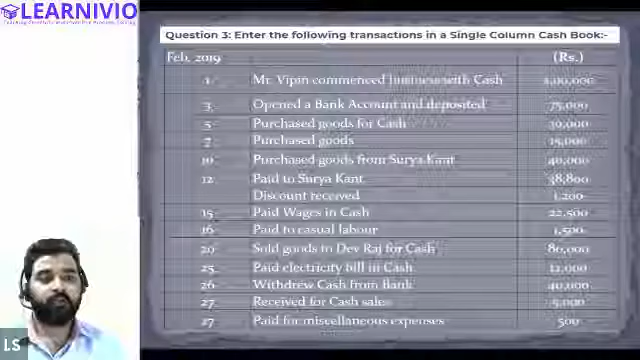 LEARNIVIO
Question 3: Enter the following transactions in a Single Column Cash Book:-
Feb, 2019 (Rs.)
1 Mr. Vipin commenced business with Cash
3 Opened a Bank Account and deposited 75,000
5 Purchased goods for Cash
7 Purchased goods 15,000
10 Purchased goods from Surya Kant 40,000
12 Paid to Surya Kant 38,800
Discount received 1,200
15 Paid Wages in Cash 22,500
16 Paid to casual labour 1,500
20 Sold goods to Dev Raj for Cash 80,000
25 Paid electricity bill in Cash 12,000
26 Withdrew Cash from Bank 40,000
27 Received for Cash sales 5,000
27 Paid for miscellaneous expenses 500
LS